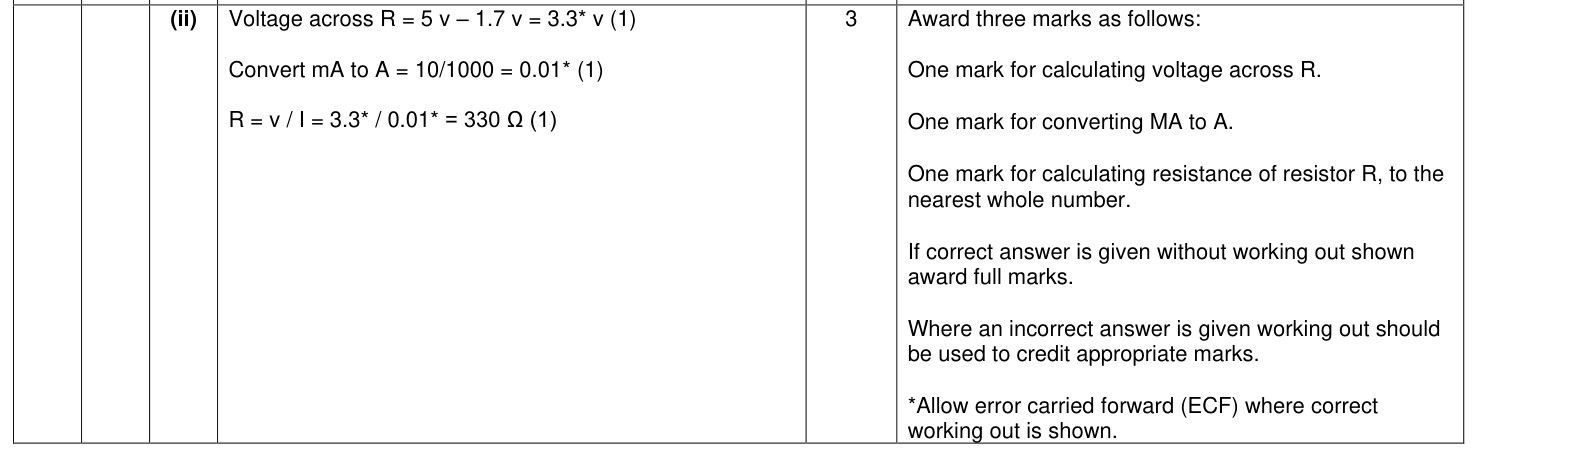 (ii)
Voltage across R = 5 v – 1.7 v = 3.3* v (1)
Convert mA to A = 10/1000 = 0.01* (1)
R = v / I = 3.3* / 0.01* = 330 Ω (1)
3
Award three marks as follows:
One mark for calculating voltage across R.
One mark for converting MA to A.
One mark for calculating resistance of resistor R, to the
nearest whole number.
If correct answer is given without working out shown
award full marks.
Where an incorrect answer is given working out should
be used to credit appropriate marks.
*Allow error carried forward (ECF) where correct
working out is shown.